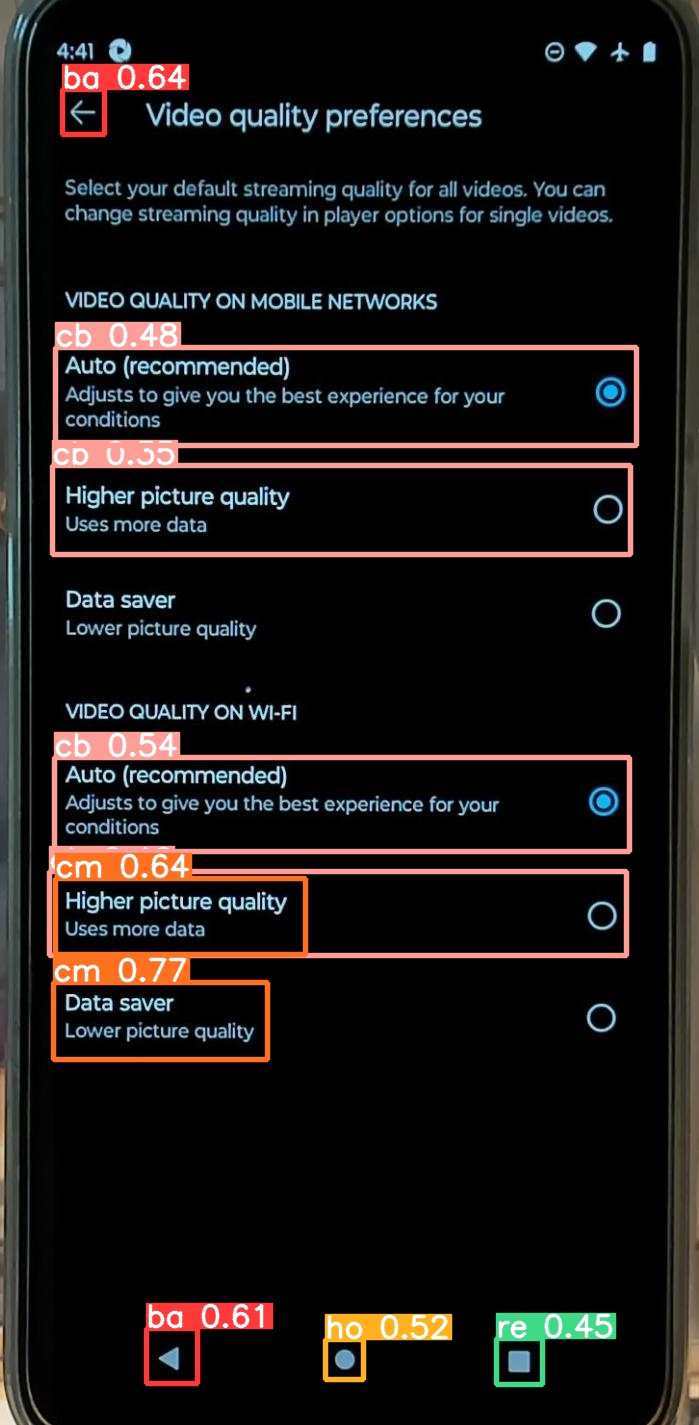 4:41
ba 0.64
Video quality preferences
Select your default streaming quality for all videos. You can
change streaming quality in player options for single videos.
VIDEO QUALITY ON MOBILE NETWORKS
cb 0.48
Auto (recommended)
Adjusts to give you the best experience for your
conditions
cb 0.35
Higher picture quality
Uses more data
Data saver
Lower picture quality
VIDEO QUALITY ON WI-FI
cb 0.54
Auto (recommended)
Adjusts to give you the best experience for your
conditions
cm 0.64
Higher picture quality
Uses more data
cm 0.77
Data saver
Lower picture quality
ba 0.61
ho 0.52
re 0.45